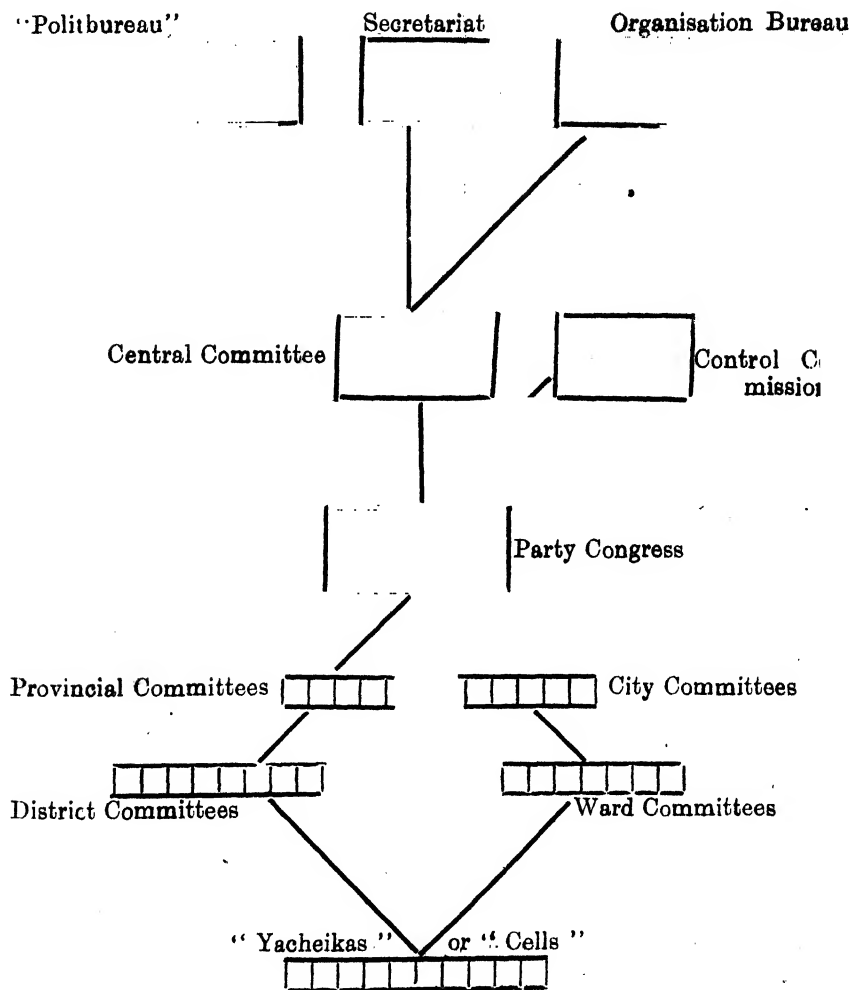 "Politbureau" Secretariat Organisation Bureau
Central Committee
Control
Party Congress
Provincial Committees City Committees
District Committees Ward Committees
" Yacheikas " or " Cells "